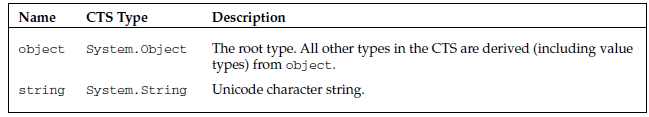 Name CTS Type Description
object System.Object The root type. All other types in the CTS are derived (including value
types) from object.
string System.String Unicode character string.